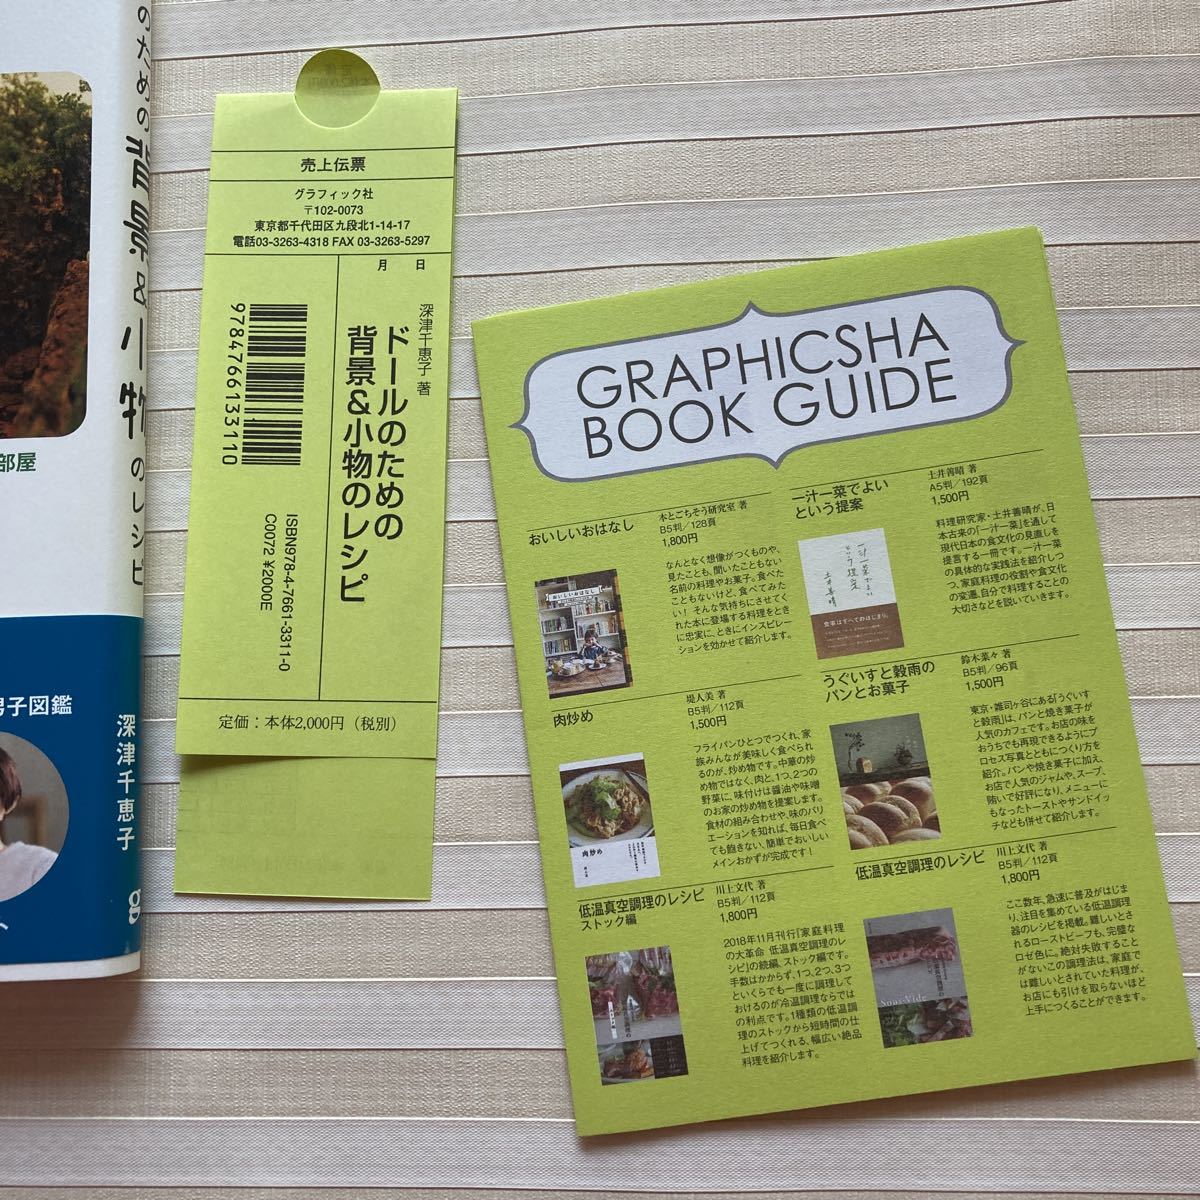 のための背景&小物のレシピ
部屋
男子図鑑
深津千恵子
g
売上伝票
グラフィック社
〒102-0073
東京都千代田区九段北1-14-17
電話03-3263-4318 FAX 03-3263-5297
月 日
深津千恵子 著
ドールのための
背景&小物のレシピ
9784766133110
ISBN978-4-7661-3311-0
C0072 ¥2000E
定価:本体2,000円(税別)
GRAPHICSHA
BOOK GUIDE
おいしいおはなし
本とごちそう研究室 著
B5判/128頁
1,800円
なんとなく想像がつくものや、
見たことも、聞いたこともない
名前の料理やお菓子。食べた
こともないけど、食べてみた
い! そんな気持ちにさせてく
れた本に登場する料理をとき
に忠実に、ときにインスピレー
ションを効かせて紹介します。
おいしいおはなし
一汁一菜でよい
という提案
土井善晴 著
A5判/192頁
1,500円
料理研究家・土井善晴が、日
本古来の「一汁一菜」を通して
現代日本の食文化の見直しを
提言する一冊です。一汁一菜
の具体的な実践法を紹介しつ
つ、家庭料理の役割や食文化
の変遷、自分で料理することの
大切さなどを説いていきます。
一汁一菜でよい
という提案
土井善晴
食事はすべてのはじまり。
肉炒め
堤人美 著
B5判/112頁
1,500円
フライパンひとつでつくれ、家
族みんなが美味しく食べられ
るのが、炒め物です。中華の炒
め物ではなく、肉と、1つ、2つの
野菜に、味付けは醤油や味噌
のお家の炒め物を提案します。
食材の組み合わせや、味のバリ
エーションを知れば、毎日食べ
ても飽きない、簡単でおいしい
メインおかずが完成です!
肉炒め
うぐいすと穀雨の
パンとお菓子
鈴木菜々 著
B5判/96頁
1,500円
東京・雑司ヶ谷にある「うぐいす
と穀雨」は、パンと焼き菓子が
人気のカフェです。お店の味を
おうちでも再現できるようにプ
ロセス写真とともにつくり方を
紹介。パンや焼き菓子に加え、
お店で人気のジャムや、スープ、
賄いで好評になり、メニューに
もなったトーストやサンドイッ
チなども併せて紹介します。
低温真空調理のレシピ
ストック編
川上文代 著
B5判/112頁
1,800円
2018年11月刊行『家庭料理
の大革命 低温真空調理のレ
シピ』の続編、ストック編です。
手数はかからず、1つ、2つ、3つ
といくらでも一度に調理して
おけるのが冷温調理ならでは
の利点です。1種類の低温調
理のストックから短時間の仕
上げてつくれる、幅広い絶品
料理を紹介します。
低温真空調理のレシピ
川上文代 著
B5判/112頁
1,800円
ここ数年、急速に普及がはじま
り、注目を集めている低温調理
器のレシピを掲載。難しいとさ
れるローストビーフも、完璧な
ロゼ色に。絶対失敗すること
がないこの調理法は、家庭で
は難しいとされていた料理が、
お店にも引けを取らないほど
上手につくることができます。
Sous-Vide